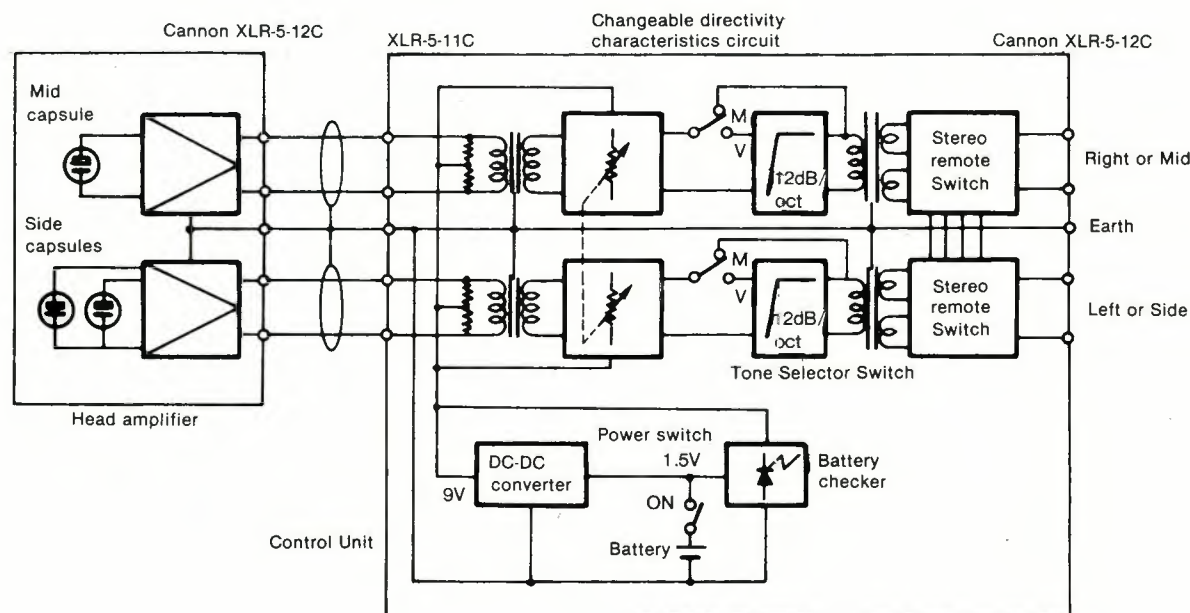 Changeable directivity
characteristics circuit
Cannon XLR-5-12C
XLR-5-11C
Cannon XLR-5-12C
Mid
capsule
M
V
12dB/
oct
Stereo
remote
Switch
Right or Mid
Earth
Side
capsules
M
V
12dB/
oct
Stereo
remote
Switch
Left or Side
Tone Selector Switch
Head amplifier
Power switch
1.5V
DC-DC
converter
9V
Battery
checker
ON
Battery
Control Unit